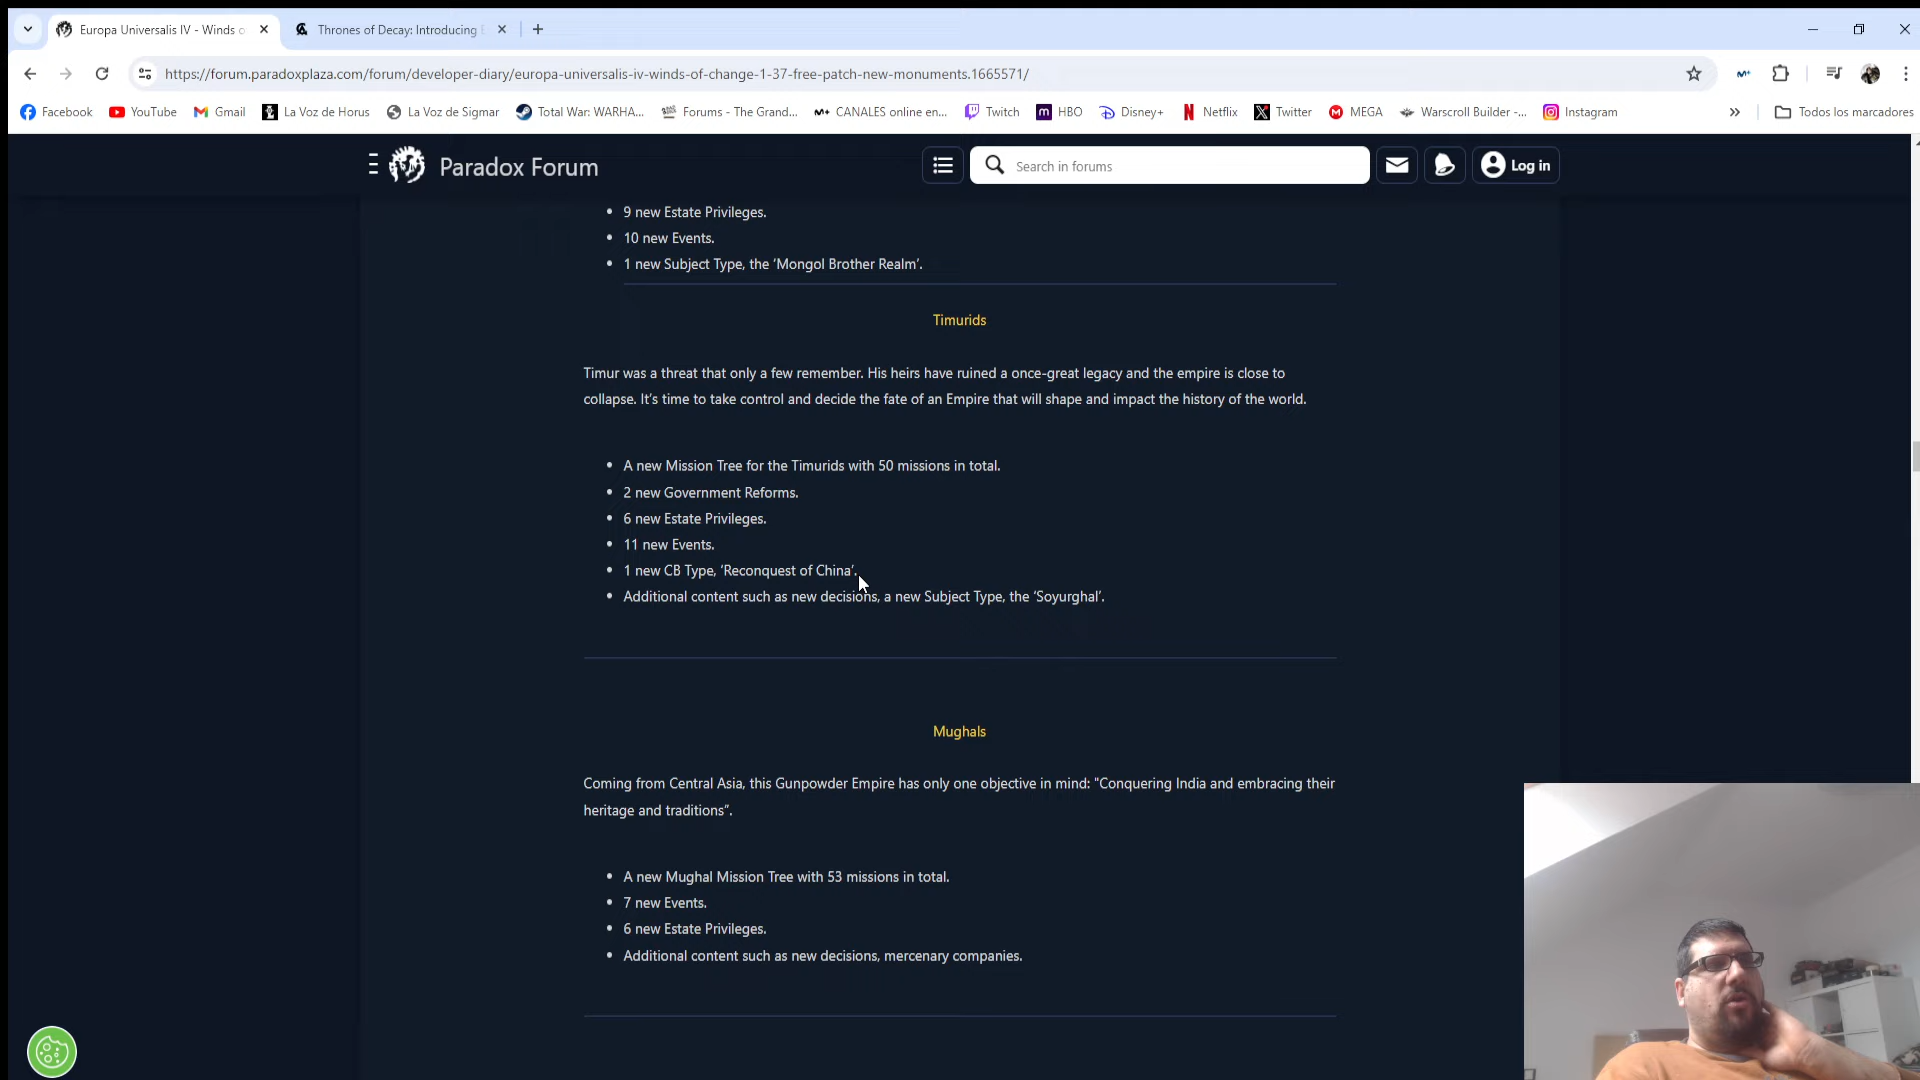 Europa Universalis IV - Winds o
Thrones of Decay: Introducing E
https://forum.paradoxplaza.com/forum/developer-diary/europa-universalis-iv-winds-of-change-1-37-free-patch-new-monuments.1665571/
Facebook
YouTube
Gmail
La Voz de Horus
La Voz de Sigmar
Total War: WARHA...
Forums - The Grand...
CANALES online en...
Twitch
HBO
Disney+
Netflix
Twitter
MEGA
Warscroll Builder -...
Instagram
Todos los marcadores
Paradox Forum
Search in forums
Log in
9 new Estate Privileges.
10 new Events.
1 new Subject Type, the ‘Mongol Brother Realm’.
Timurids
Timur was a threat that only a few remember. His heirs have ruined a once-great legacy and the empire is close to
collapse. It’s time to take control and decide the fate of an Empire that will shape and impact the history of the world.
A new Mission Tree for the Timurids with 50 missions in total.
2 new Government Reforms.
6 new Estate Privileges.
11 new Events.
1 new CB Type, ‘Reconquest of China’.
Additional content such as new decisions, a new Subject Type, the ‘Soyurghal’.
Mughals
Coming from Central Asia, this Gunpowder Empire has only one objective in mind: "Conquering India and embracing their
heritage and traditions”.
A new Mughal Mission Tree with 53 missions in total.
7 new Events.
6 new Estate Privileges.
Additional content such as new decisions, mercenary companies.